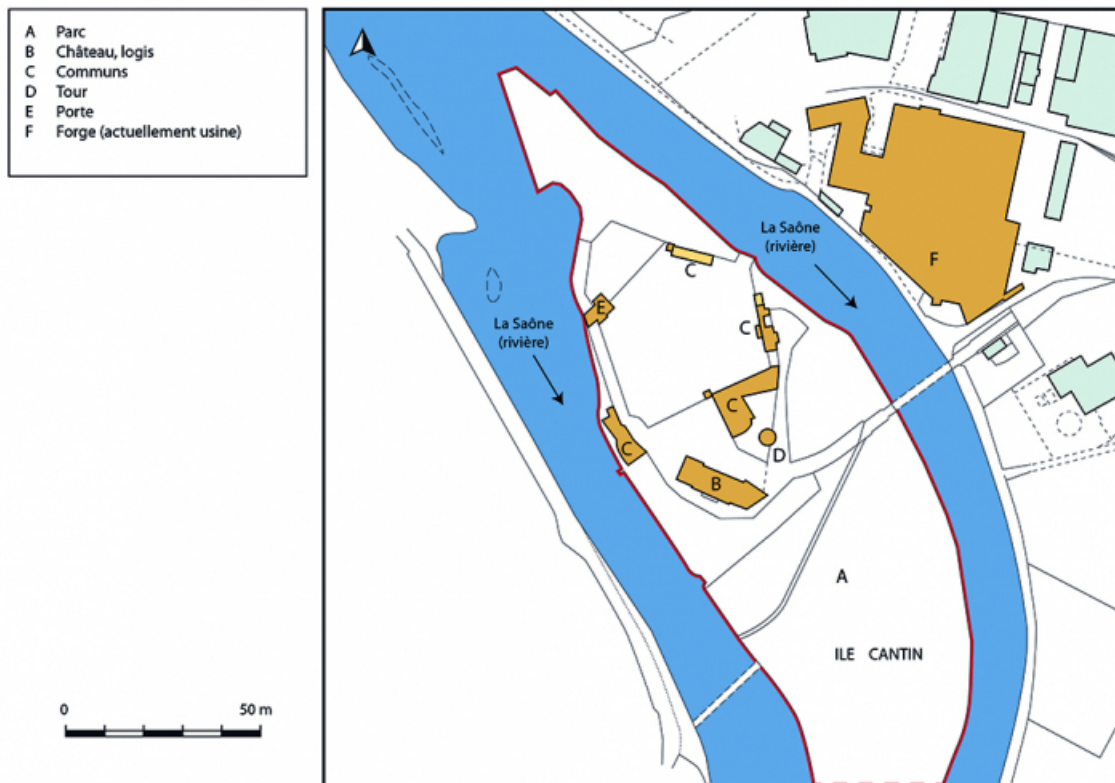 A Parc
B Château, logis
C Communs
D Tour
E Porte
F Forge (actuellement usine)
La Saône
(rivière)
C
F
E
La Saône
(rivière)
C
C
D
C
B
A
ILE CANTIN
0 50 m